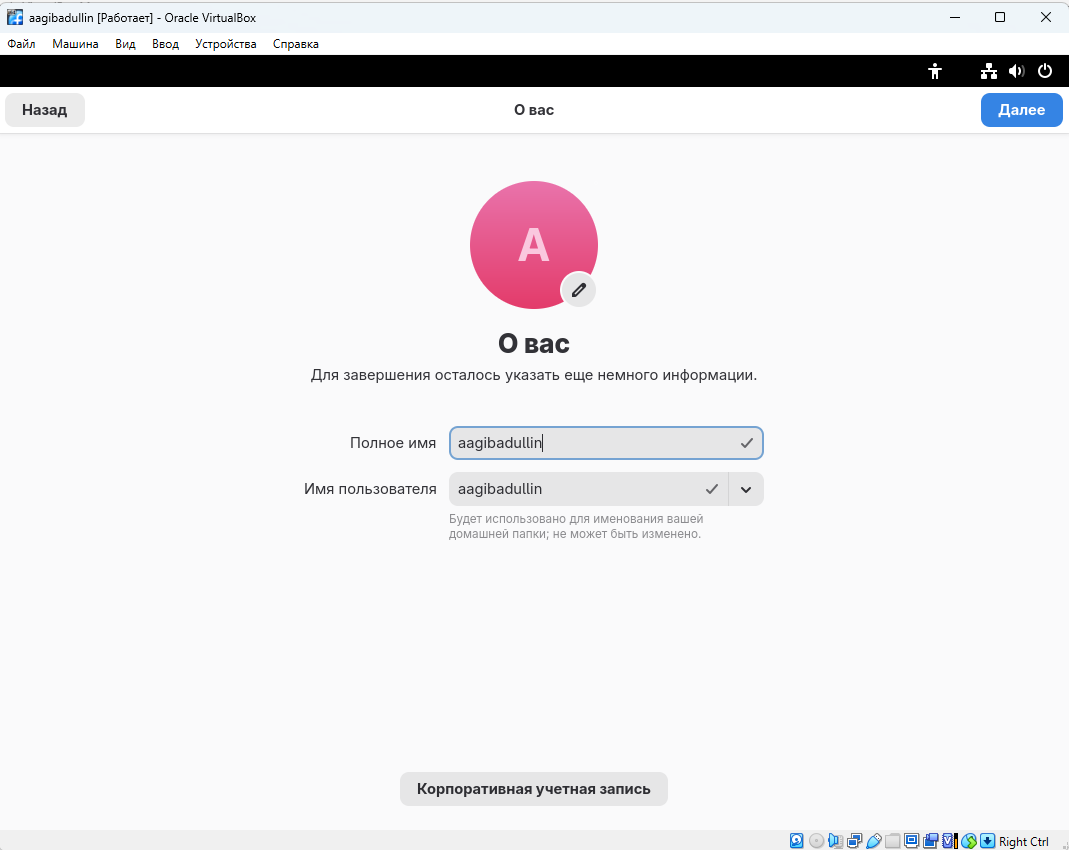 aagibadullin [Работает] - Oracle VirtualBox
Файл Машина Вид Ввод Устройства Справка
Назад О вас Далее
A
О вас
Для завершения осталось указать еще немного информации.
Полное имя aagibadullin
Имя пользователя aagibadullin
Будет использовано для именования вашей
домашней папки; не может быть изменено.
Корпоративная учетная запись
Right Ctrl